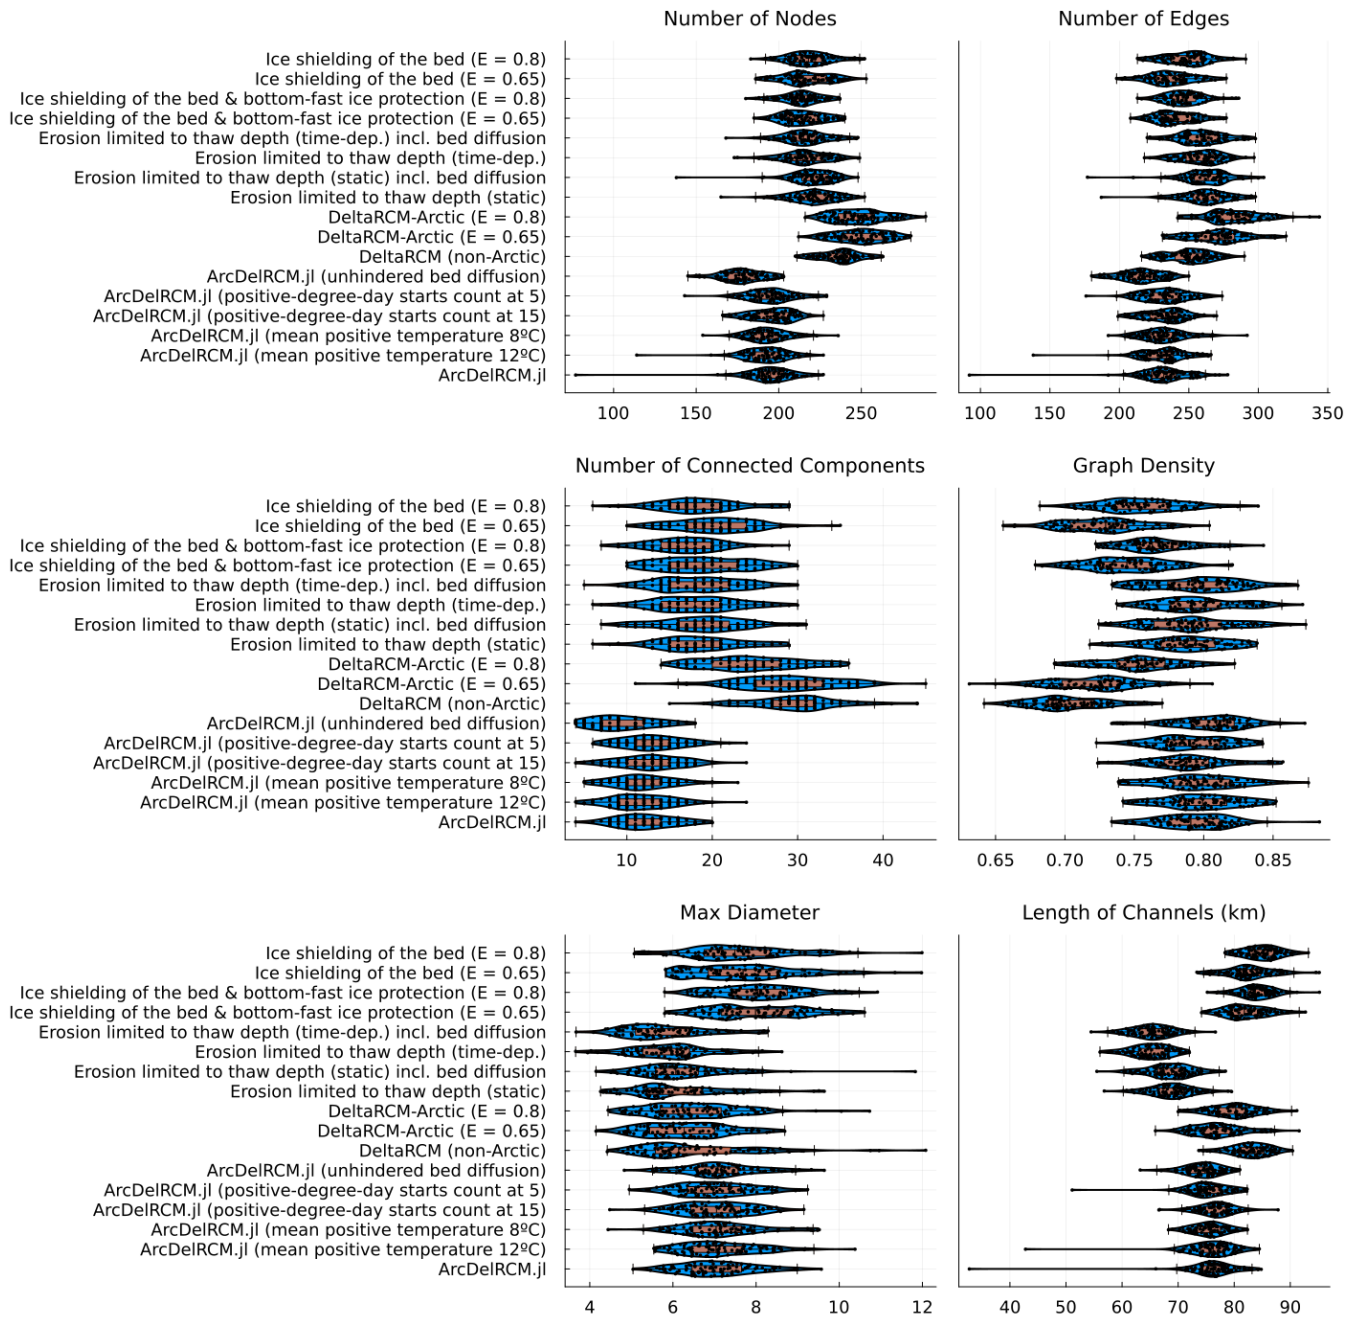 Number of Nodes
Number of Edges
Ice shielding of the bed (E = 0.8)
Ice shielding of the bed (E = 0.65)
Ice shielding of the bed & bottom-fast ice protection (E = 0.8)
Ice shielding of the bed & bottom-fast ice protection (E = 0.65)
Erosion limited to thaw depth (time-dep.) incl. bed diffusion
Erosion limited to thaw depth (time-dep.)
Erosion limited to thaw depth (static) incl. bed diffusion
Erosion limited to thaw depth (static)
DeltaRCM-Arctic (E = 0.8)
DeltaRCM-Arctic (E = 0.65)
DeltaRCM (non-Arctic)
ArcDelRCM.jl (unhindered bed diffusion)
ArcDelRCM.jl (positive-degree-day starts count at 5)
ArcDelRCM.jl (positive-degree-day starts count at 15)
ArcDelRCM.jl (mean positive temperature 8ºC)
ArcDelRCM.jl (mean positive temperature 12ºC)
ArcDelRCM.jl
100 150 200 250
100 150 200 250 300 350
Number of Connected Components
Graph Density
Ice shielding of the bed (E = 0.8)
Ice shielding of the bed (E = 0.65)
Ice shielding of the bed & bottom-fast ice protection (E = 0.8)
Ice shielding of the bed & bottom-fast ice protection (E = 0.65)
Erosion limited to thaw depth (time-dep.) incl. bed diffusion
Erosion limited to thaw depth (time-dep.)
Erosion limited to thaw depth (static) incl. bed diffusion
Erosion limited to thaw depth (static)
DeltaRCM-Arctic (E = 0.8)
DeltaRCM-Arctic (E = 0.65)
DeltaRCM (non-Arctic)
ArcDelRCM.jl (unhindered bed diffusion)
ArcDelRCM.jl (positive-degree-day starts count at 5)
ArcDelRCM.jl (positive-degree-day starts count at 15)
ArcDelRCM.jl (mean positive temperature 8ºC)
ArcDelRCM.jl (mean positive temperature 12ºC)
ArcDelRCM.jl
10 20 30 40
0.65 0.70 0.75 0.80 0.85
Max Diameter
Length of Channels (km)
Ice shielding of the bed (E = 0.8)
Ice shielding of the bed (E = 0.65)
Ice shielding of the bed & bottom-fast ice protection (E = 0.8)
Ice shielding of the bed & bottom-fast ice protection (E = 0.65)
Erosion limited to thaw depth (time-dep.) incl. bed diffusion
Erosion limited to thaw depth (time-dep.)
Erosion limited to thaw depth (static) incl. bed diffusion
Erosion limited to thaw depth (static)
DeltaRCM-Arctic (E = 0.8)
DeltaRCM-Arctic (E = 0.65)
DeltaRCM (non-Arctic)
ArcDelRCM.jl (unhindered bed diffusion)
ArcDelRCM.jl (positive-degree-day starts count at 5)
ArcDelRCM.jl (positive-degree-day starts count at 15)
ArcDelRCM.jl (mean positive temperature 8ºC)
ArcDelRCM.jl (mean positive temperature 12ºC)
ArcDelRCM.jl
4 6 8 10 12
40 50 60 70 80 90